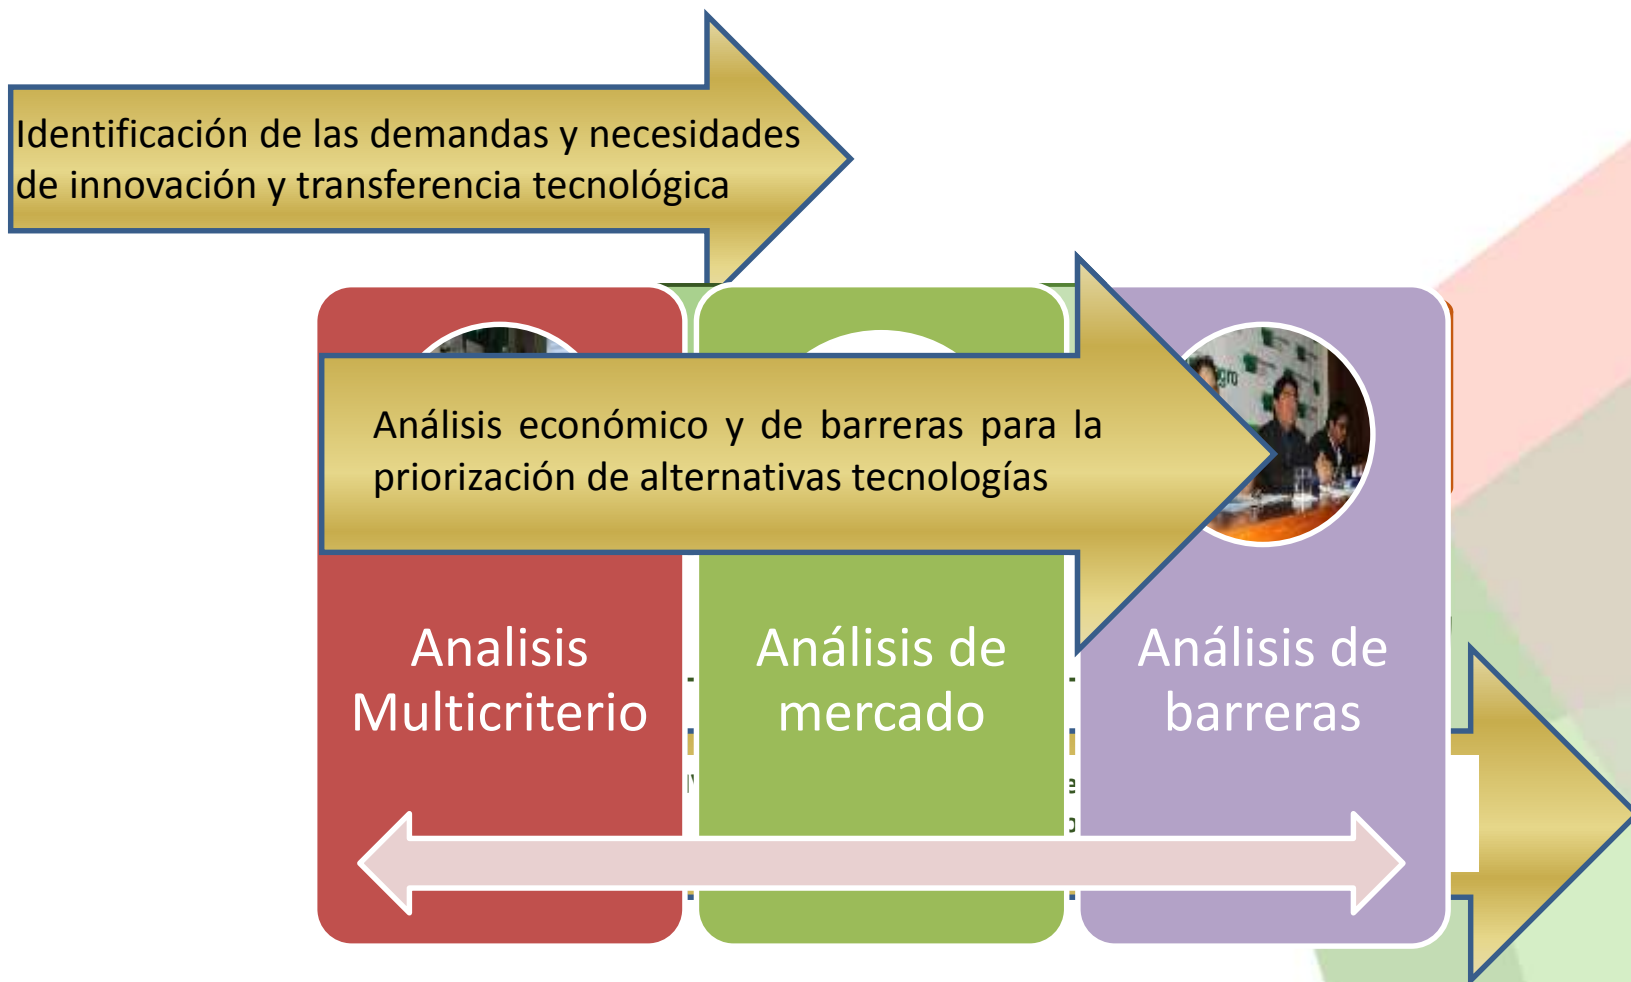 Identificación de las demandas y necesidades
de innovación y transferencia tecnológica
Análisis económico y de barreras para la
priorización de alternativas tecnologías
Analisis
Multicriterio
Análisis de
mercado
Análisis de
barreras